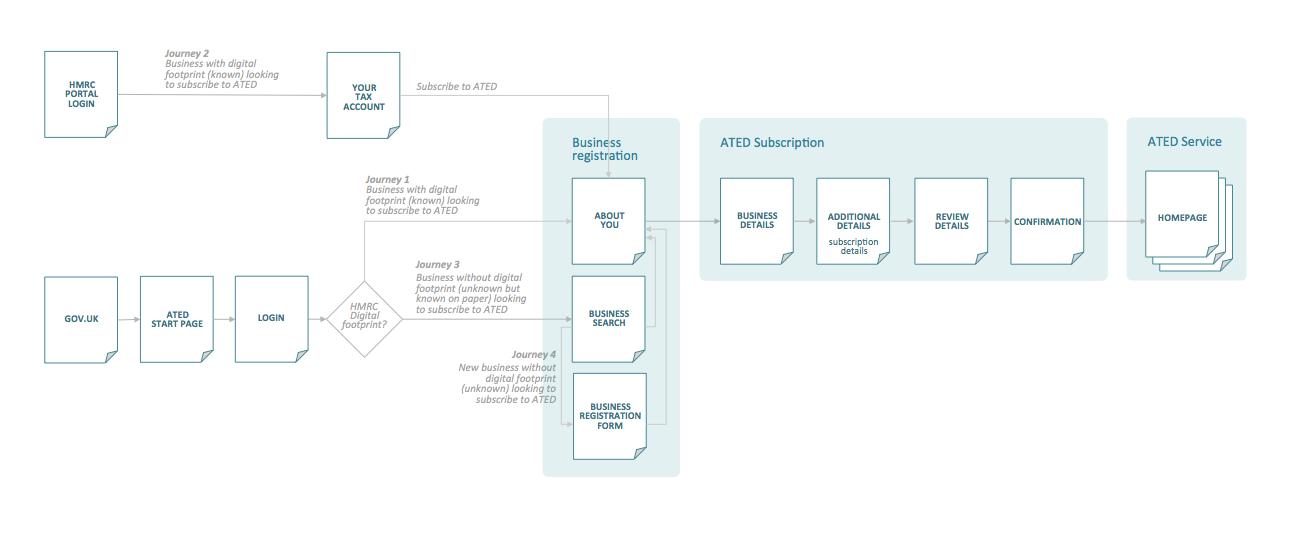 HMRC
PORTAL
LOGIN
Journey 2
Business with digital
footprint (known) looking
to subscribe to ATED
YOUR
TAX
ACCOUNT
Subscribe to ATED
Business
registration
ATED Subscription
ATED Service
Journey 1
Business with digital
footprint (known) looking
to subscribe to ATED
ABOUT
YOU
BUSINESS
DETAILS
ADDITIONAL
DETAILS
subscription
details
REVIEW
DETAILS
CONFIRMATION
HOMEPAGE
GOV.UK
ATED
START PAGE
LOGIN
HMRC
Digital
footprint?
Journey 3
Business without digital
footprint (unknown but
known on paper) looking
to subscribe to ATED
BUSINESS
SEARCH
Journey 4
New business without
digital footprint
(unknown) looking to
subscribe to ATED
BUSINESS
REGISTRATION
FORM